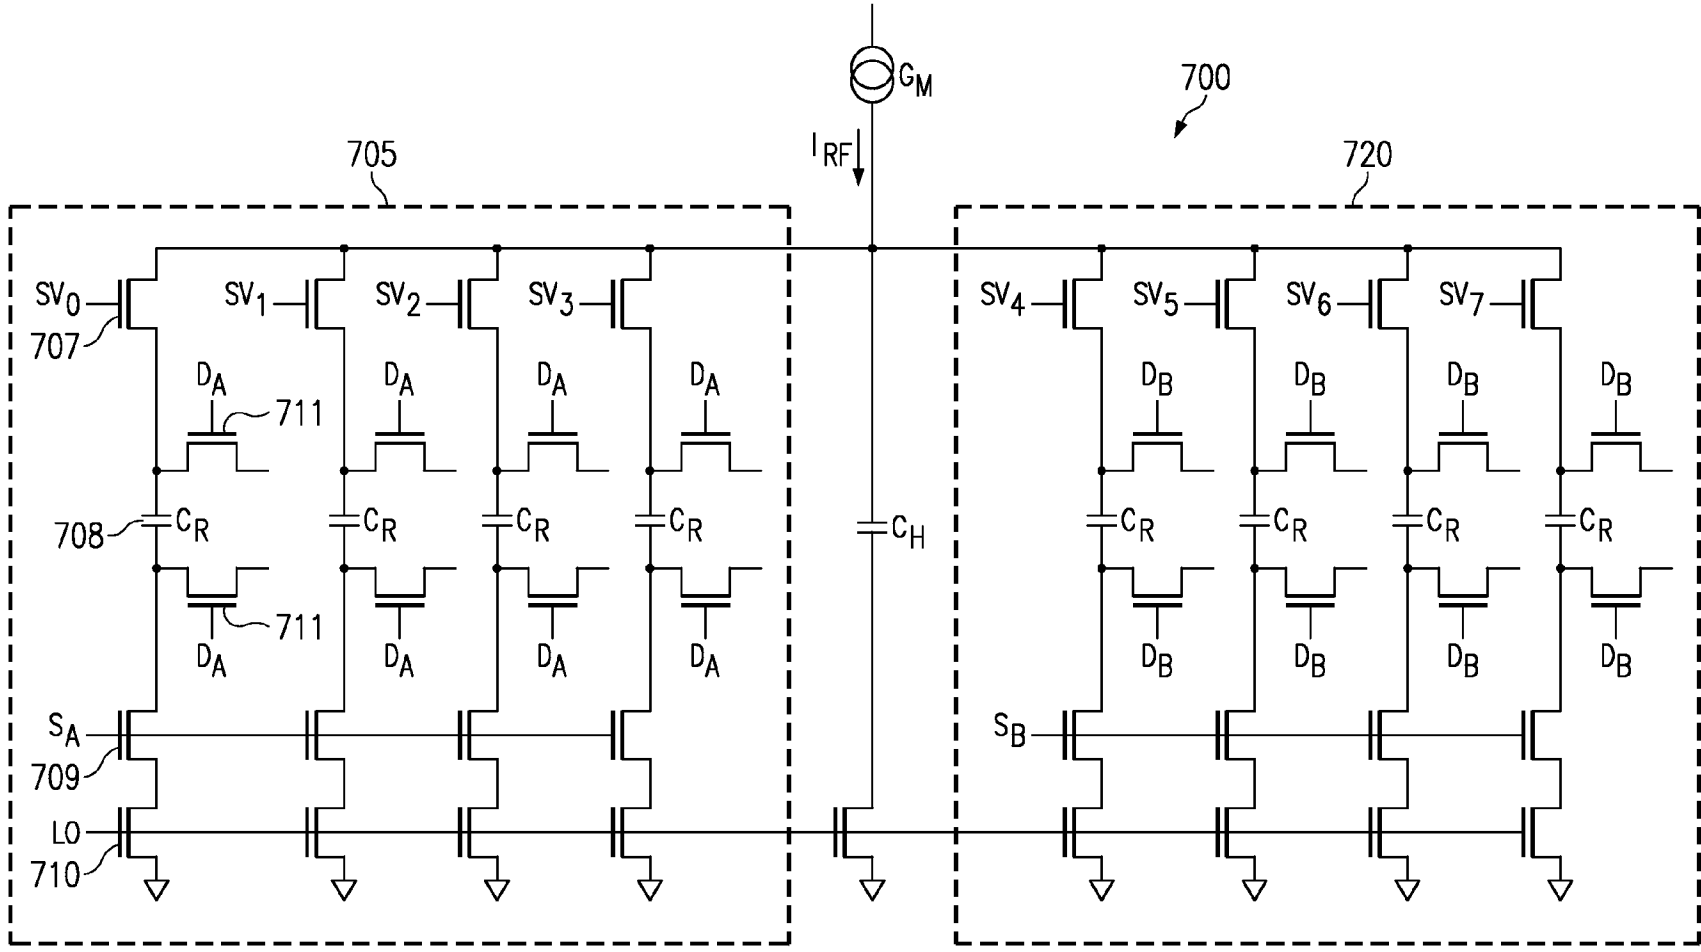 G_M
700
I_RF
705
720
SV_0 SV_1 SV_2 SV_3 SV_4 SV_5 SV_6 SV_7
707
D_A D_A D_A D_A D_B D_B D_B D_B
711
708 C_R C_R C_R C_R C_H C_R C_R C_R C_R
711
D_A D_A D_A D_A D_B D_B D_B D_B
S_A S_B
709
LO
710